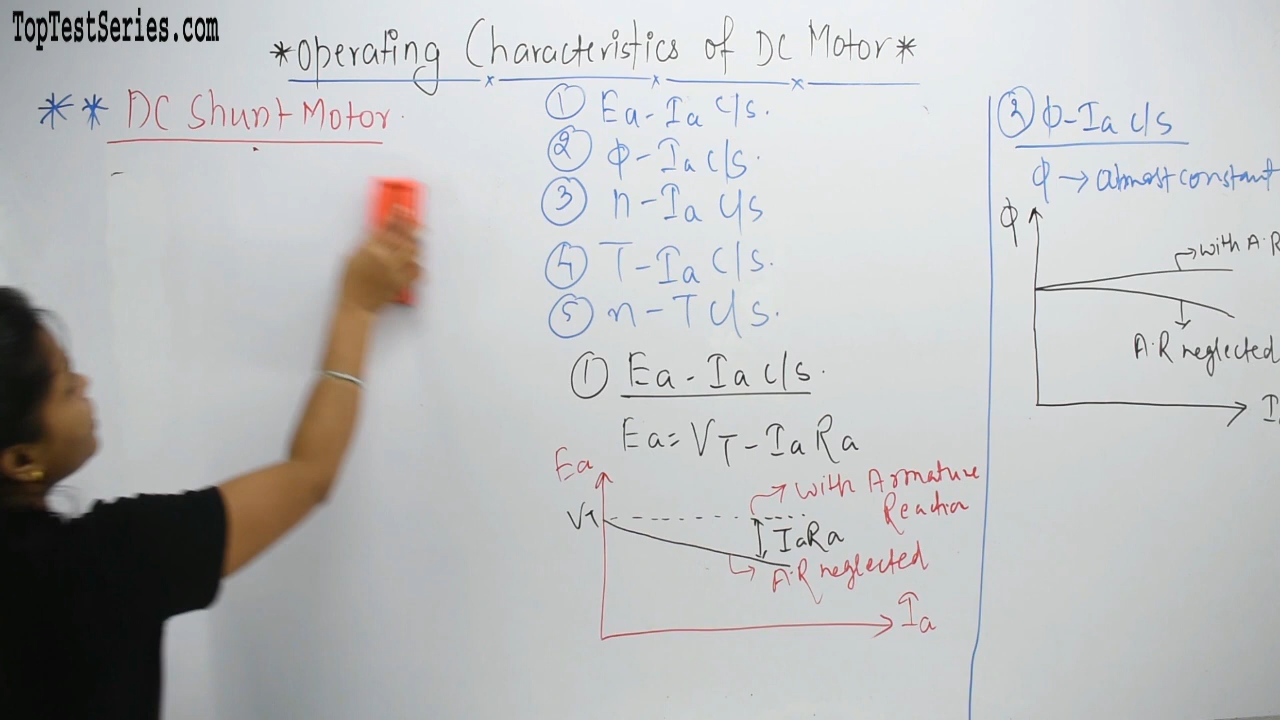 TopTestSeries.com
*Operating Characteristics of DC Motor*
** DC Shunt Motor
① Ea-Ia c/s.
② φ-Ia c/s.
③ n-Ia c/s
④ T-Ia c/s.
⑤ n-T c/s.
① Ea-Ia c/s.
Ea=VT-IaRa
Ea
VT
with Armature
Reaction
IaRa
A.R neglected
Ia
② φ-Ia c/s
φ → almost constant
φ
with A.R
A.R neglected